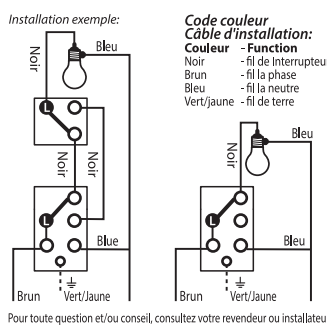 Installation exemple:
Code couleur
Câble d'installation:
Couleur - Function
Noir - fil de Interrupteu
Brun - fil la phase
Bleu - fil la neutre
Vert/jaune - fil de terre
Noir
Bleu
L
Noir
Noir
L
Blue
Brun
Vert/Jaune
Noir
Bleu
L
Bleu
Brun
Vert/Jaune
Pour toute question et/ou conseil, consultez votre revendeur ou installateu